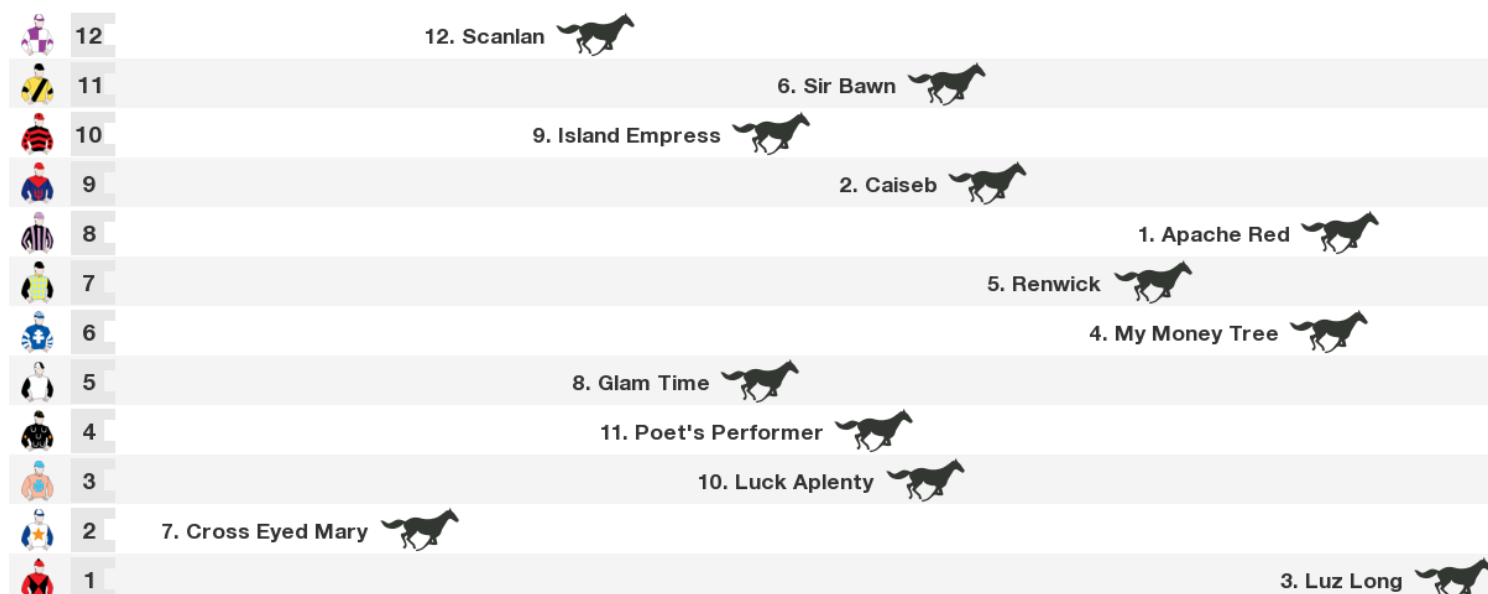 12 12. Scanlan
11 6. Sir Bawn
10 9. Island Empress
9 2. Caiseb
8 1. Apache Red
7 5. Renwick
6 4. My Money Tree
5 8. Glam Time
4 11. Poet's Performer
3 10. Luck Aplenty
2 7. Cross Eyed Mary
1 3. Luz Long